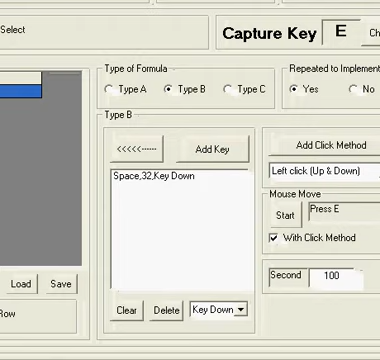 Select
Capture Key E
Type of Formula
Type A Type B Type C
Repeated to Implement
Yes No
Type B
<<<<<------ Add Key
Space,32,Key Down
Add Click Method
Left click (Up & Down)
Mouse Move
Start Press E
With Click Method
Second 100
Load Save
Clear Delete Key Down